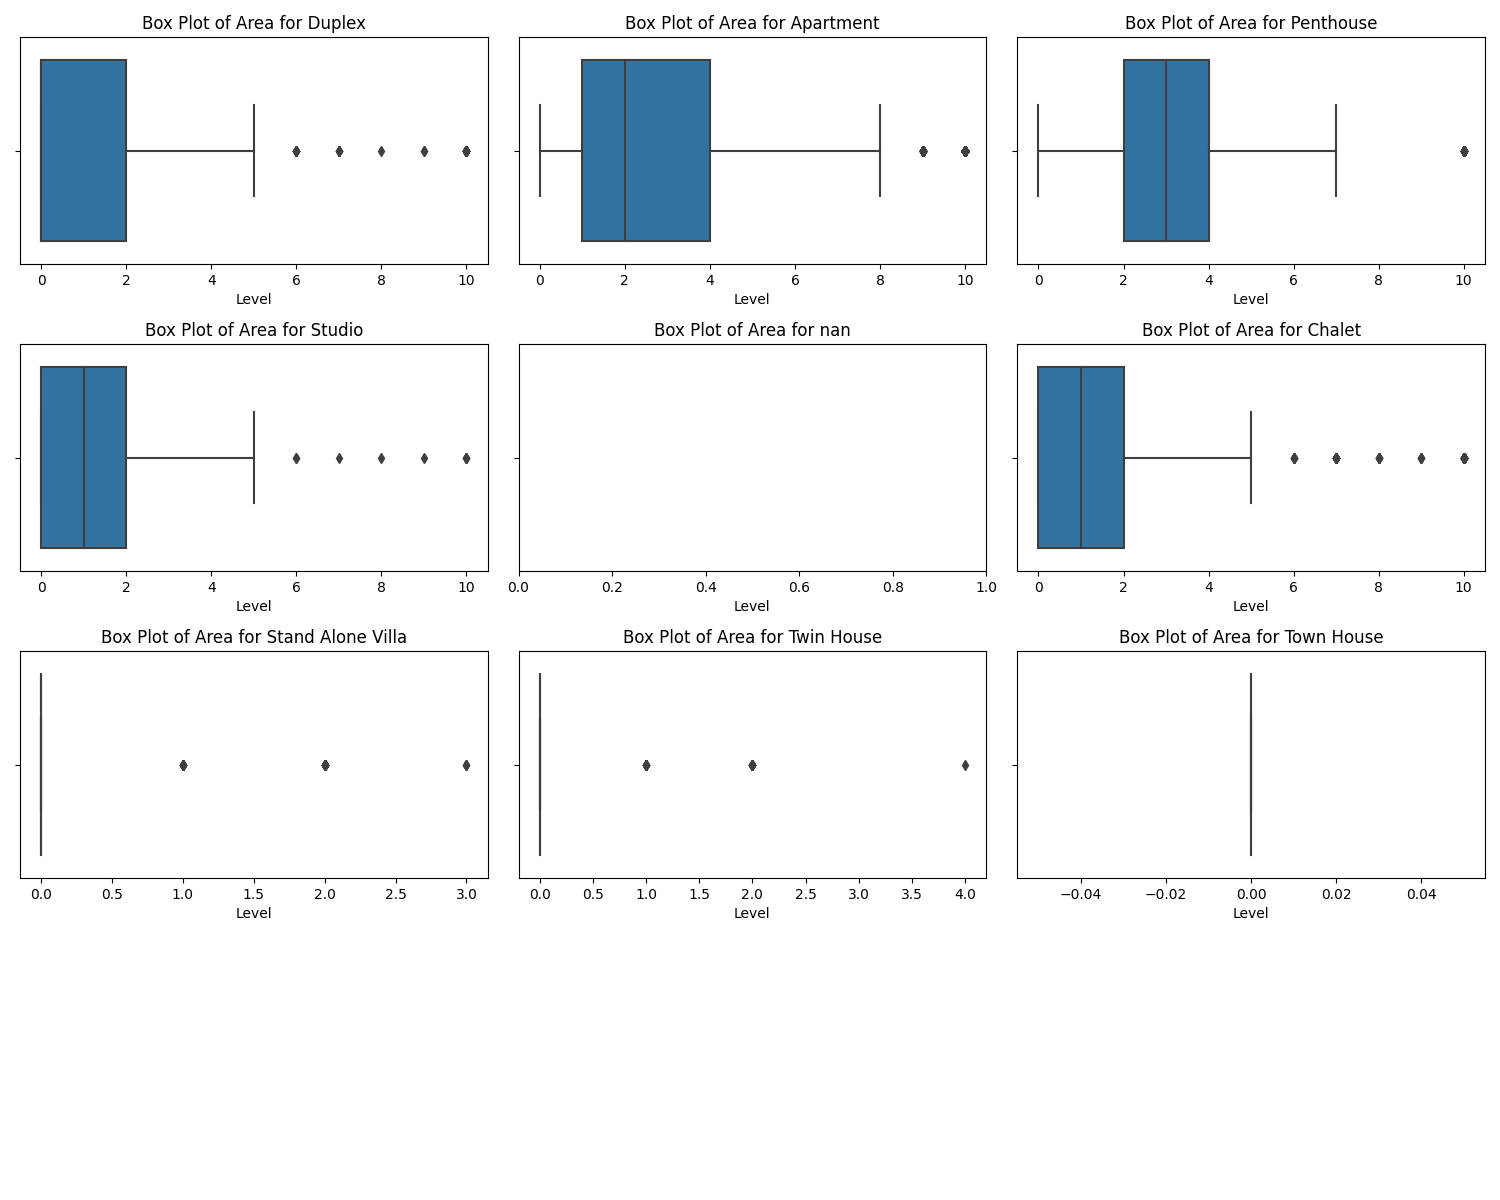 Box Plot of Area for Duplex
0 2 4 6 8 10
Level
Box Plot of Area for Apartment
0 2 4 6 8 10
Level
Box Plot of Area for Penthouse
0 2 4 6 8 10
Level
Box Plot of Area for Studio
0 2 4 6 8 10
Level
Box Plot of Area for nan
0.0 0.2 0.4 0.6 0.8 1.0
Level
Box Plot of Area for Chalet
0 2 4 6 8 10
Level
Box Plot of Area for Stand Alone Villa
0.0 0.5 1.0 1.5 2.0 2.5 3.0
Level
Box Plot of Area for Twin House
0.0 0.5 1.0 1.5 2.0 2.5 3.0 3.5 4.0
Level
Box Plot of Area for Town House
−0.04 −0.02 0.00 0.02 0.04
Level